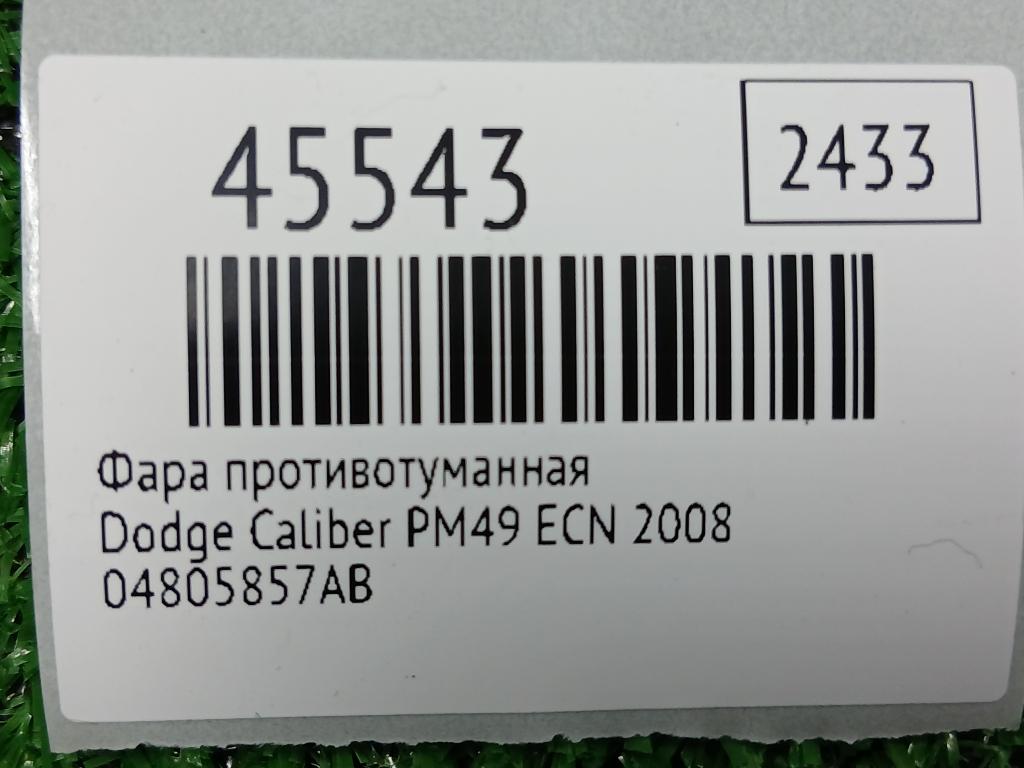 45543
2433
Фара противотуманная
Dodge Caliber PM49 ECN 2008
04805857AB